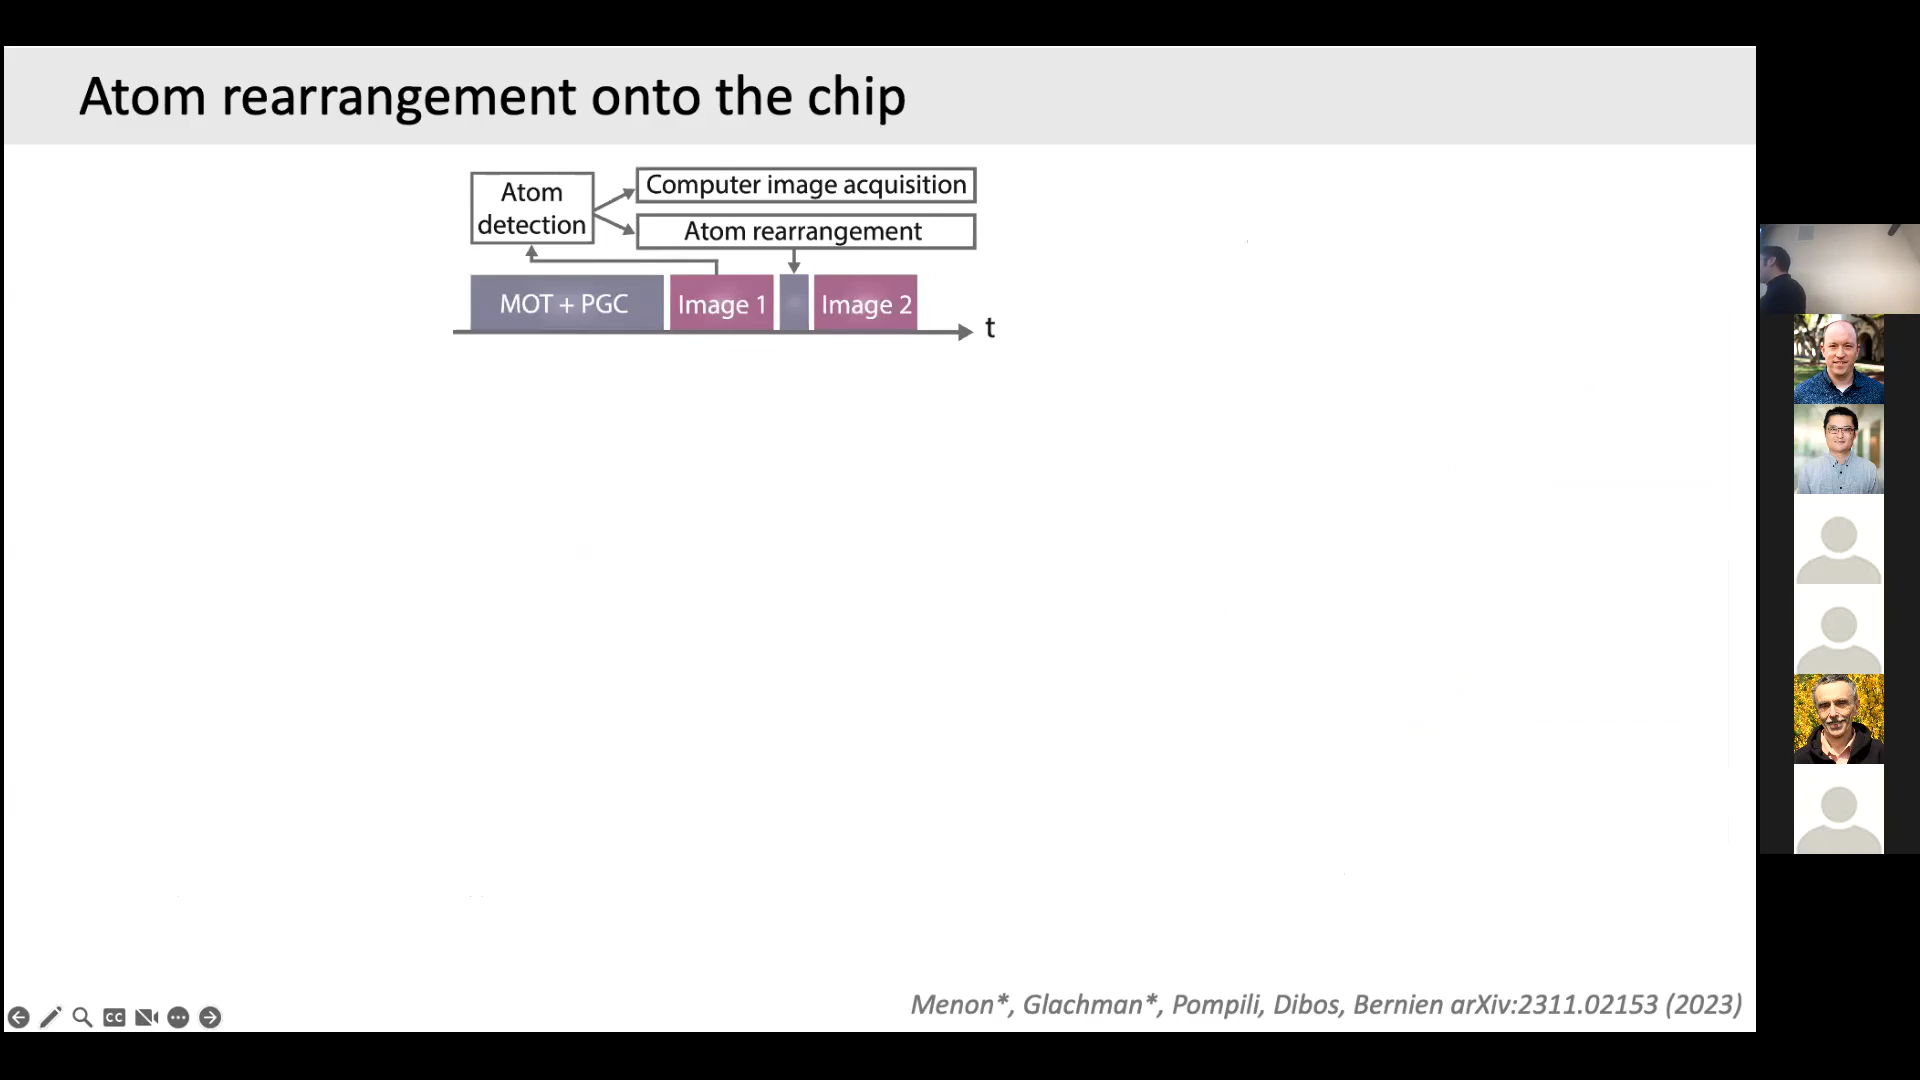 Atom rearrangement onto the chip
Atom
detection
Computer image acquisition
Atom rearrangement
MOT + PGC
Image 1
Image 2
t
Menon*, Glachman*, Pompili, Dibos, Bernien arXiv:2311.02153 (2023)
CC